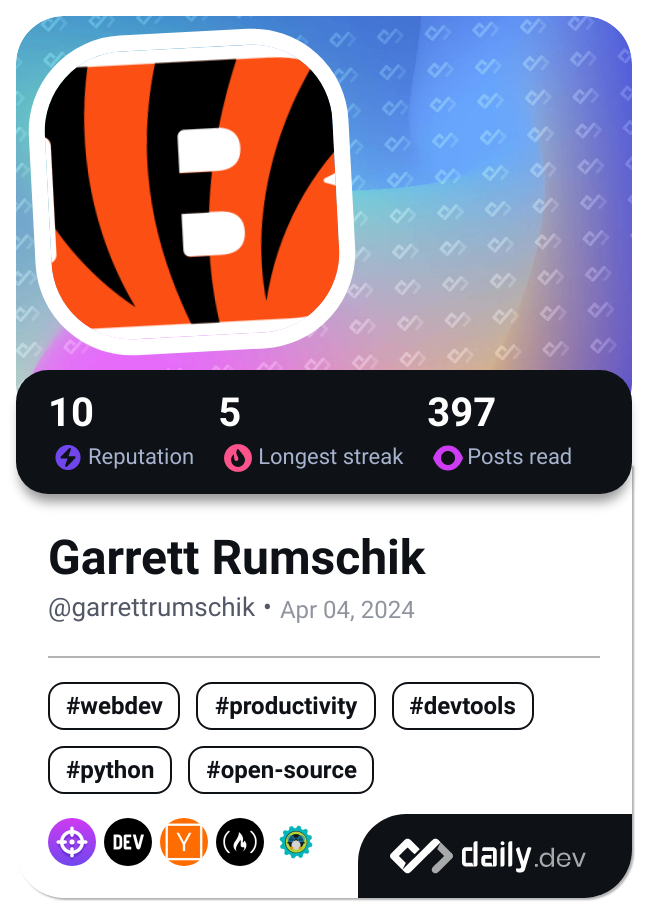 B
10 5 397
Reputation Longest streak Posts read
Garrett Rumschik
@garrettrumschik • Apr 04, 2024
#webdev #productivity #devtools
#python #open-source
DEV Y
daily.dev